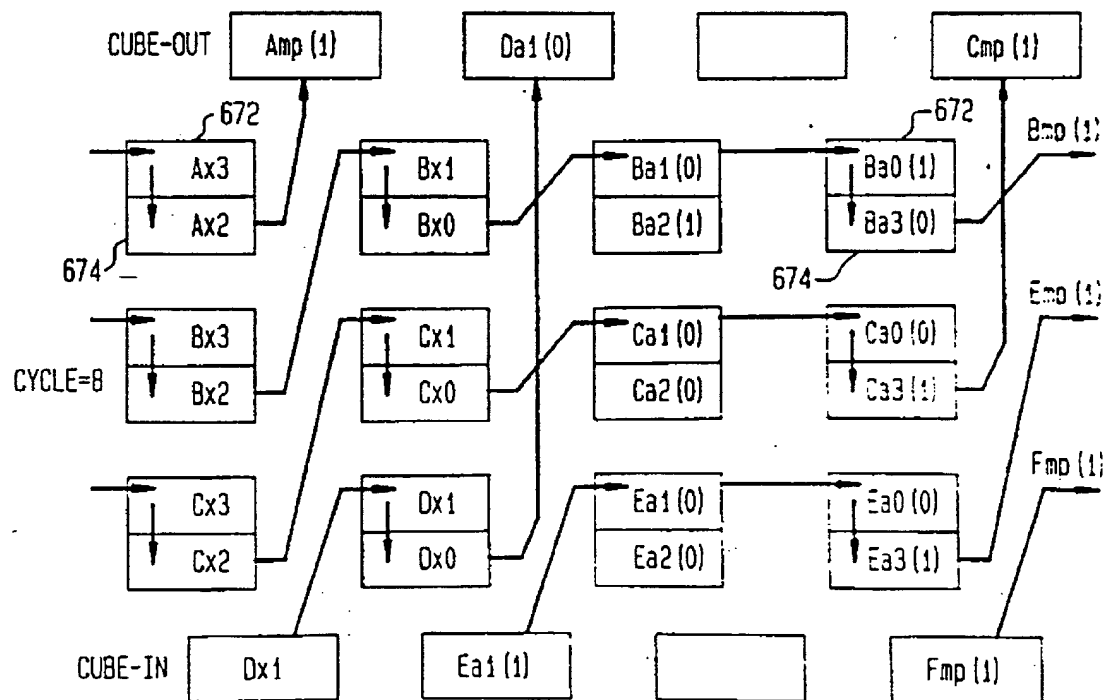 CUBE-OUT Amp(1) Da1(0) Cmp(1)
672 672
Ax3 Bx1 Ba1(0) Ba0(1) Bmp(1)
Ax2 Bx0 Ba2(1) Ba3(0)
674 674
Bx3 Cx1 Ca1(0) Ca0(0) Emp(1)
CYCLE=8 Bx2 Cx0 Ca2(0) Ca3(1)
Cx3 Dx1 Ea1(0) Ea0(0) Fmp(1)
Cx2 Dx0 Ea2(0) Ea3(1)
CUBE-IN Dx1 Ea1(1) Fmp(1)